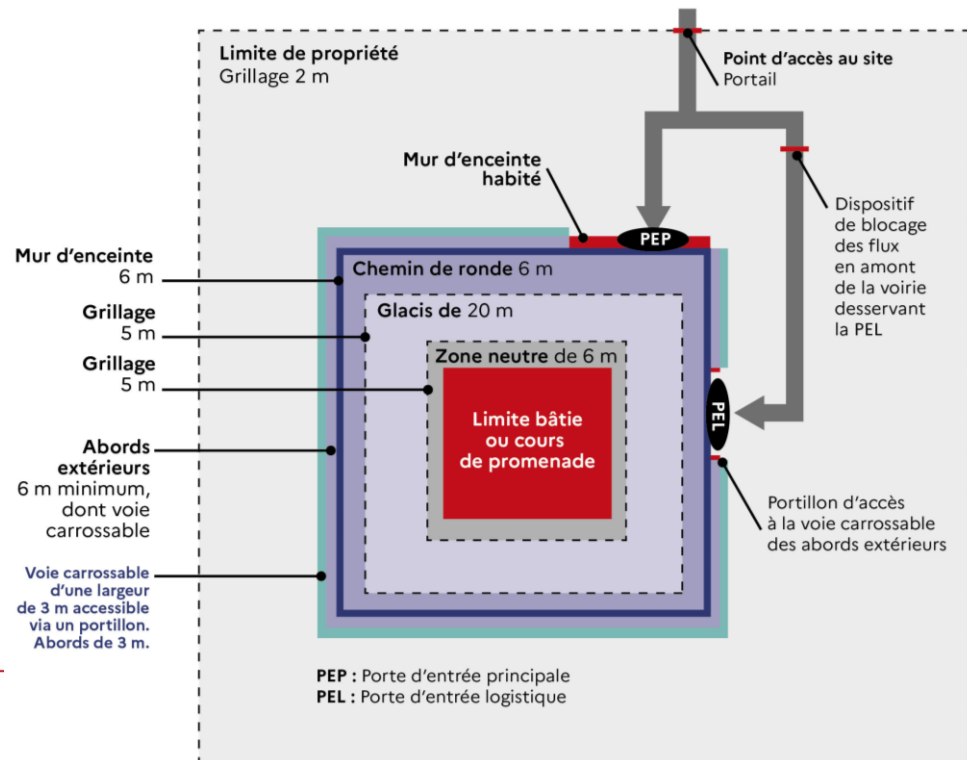 Limite de propriété
Grillage 2 m
Point d'accès au site
Portail
Mur d'enceinte
habité
Dispositif
de blocage
des flux
en amont
de la voirie
desservant
la PEL
PEP
Mur d'enceinte
6 m
Chemin de ronde 6 m
Glacis de 20 m
Grillage
5 m
Zone neutre de 6 m
Grillage
5 m
Limite bâtie
ou cours
de promenade
PEL
Abords
extérieurs
6 m minimum,
dont voie
carrossable
Portillon d'accès
à la voie carrossable
des abords extérieurs
Voie carrossable
d'une largeur
de 3 m accessible
via un portillon.
Abords de 3 m.
PEP : Porte d'entrée principale
PEL : Porte d'entrée logistique